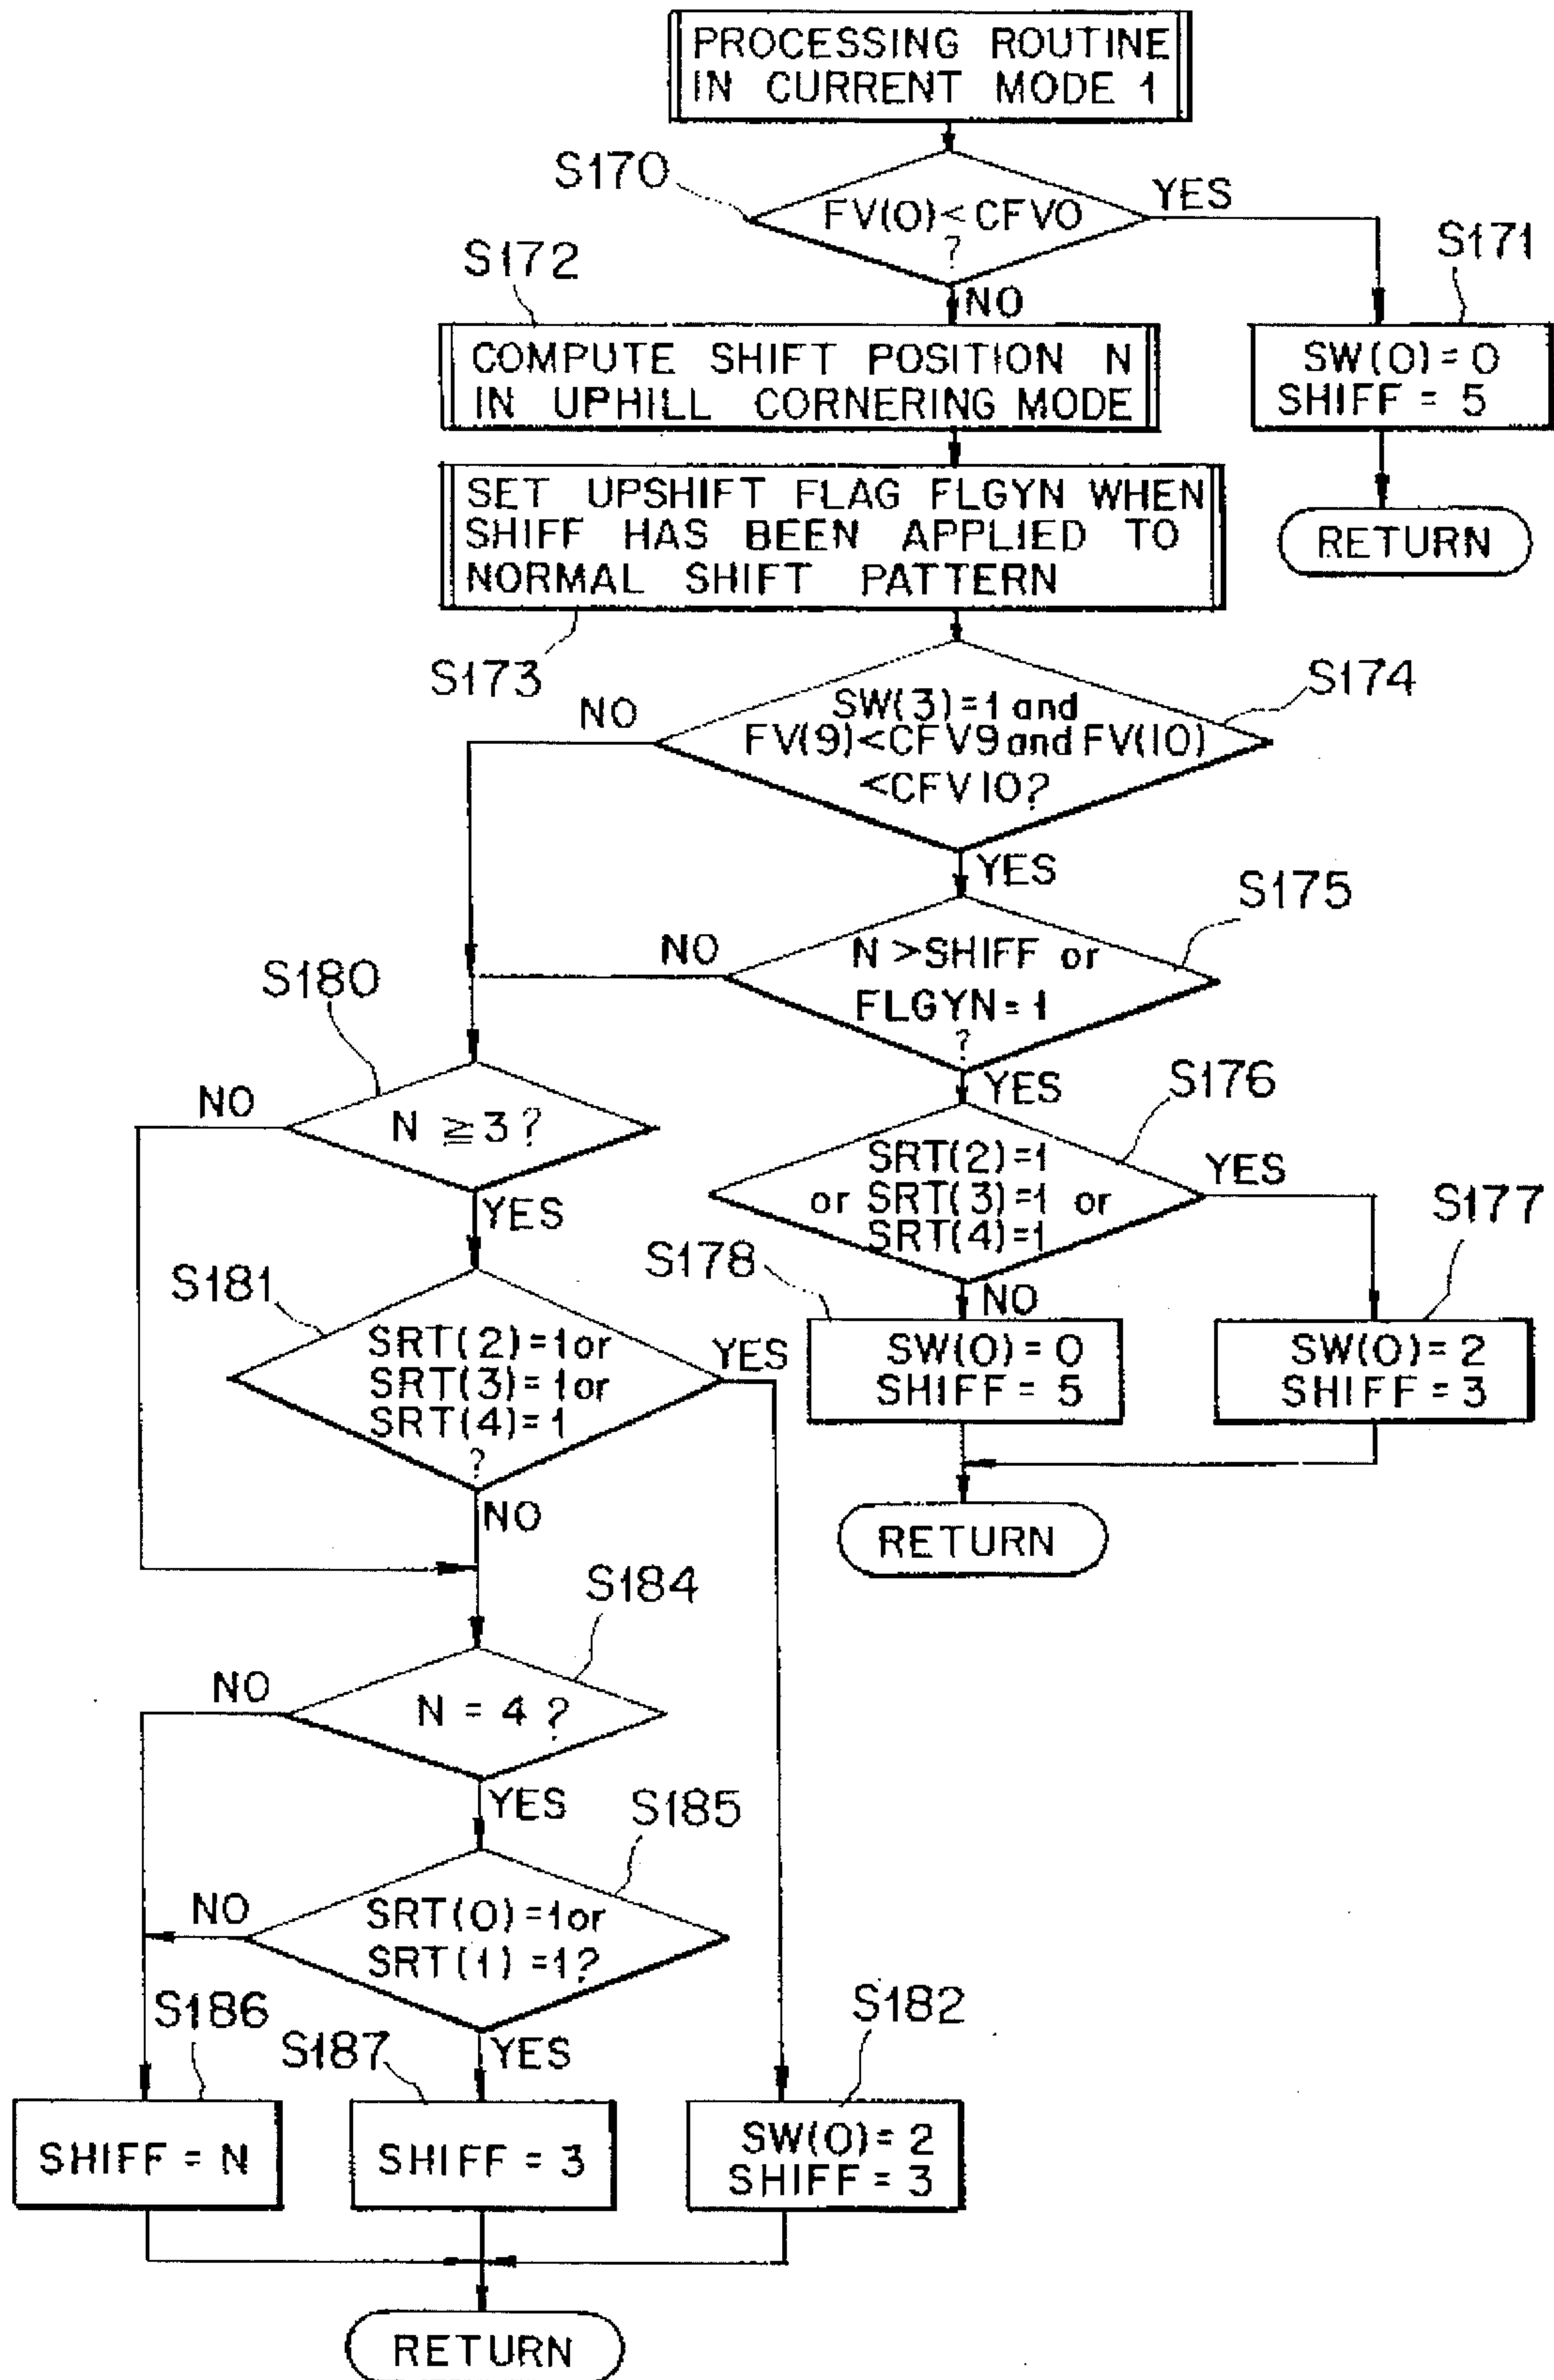 PROCESSING ROUTINE
IN CURRENT MODE 1
S170
FV(0)<CFV0
?
YES
NO
S171
SW(0)=0
SHIFF = 5
RETURN
S172
COMPUTE SHIFT POSITION N
IN UPHILL CORNERING MODE
SET UPSHIFT FLAG FLGYN WHEN
SHIFF HAS BEEN APPLIED TO
NORMAL SHIFT PATTERN
S173
S174
NO
SW(3)=1 and
FV(9)<CFV9 and FV(10)
<CFV10?
YES
S175
NO
N >SHIFF or
FLGYN=1
?
YES
S180
NO
N ≧3?
YES
S176
SRT(2)=1
or SRT(3)=1 or
SRT(4)=1
YES
NO
S177
SW(0)=2
SHIFF =3
S178
SW(0)=0
SHIFF = 5
RETURN
S181
SRT(2)=1or
SRT(3)=1or
SRT(4)=1
?
YES
NO
S184
NO
N = 4 ?
YES
S185
NO
SRT(0)=1or
SRT(1)=1?
YES
S186
SHIFF = N
S187
SHIFF = 3
S182
SW(0)=2
SHIFF =3
RETURN